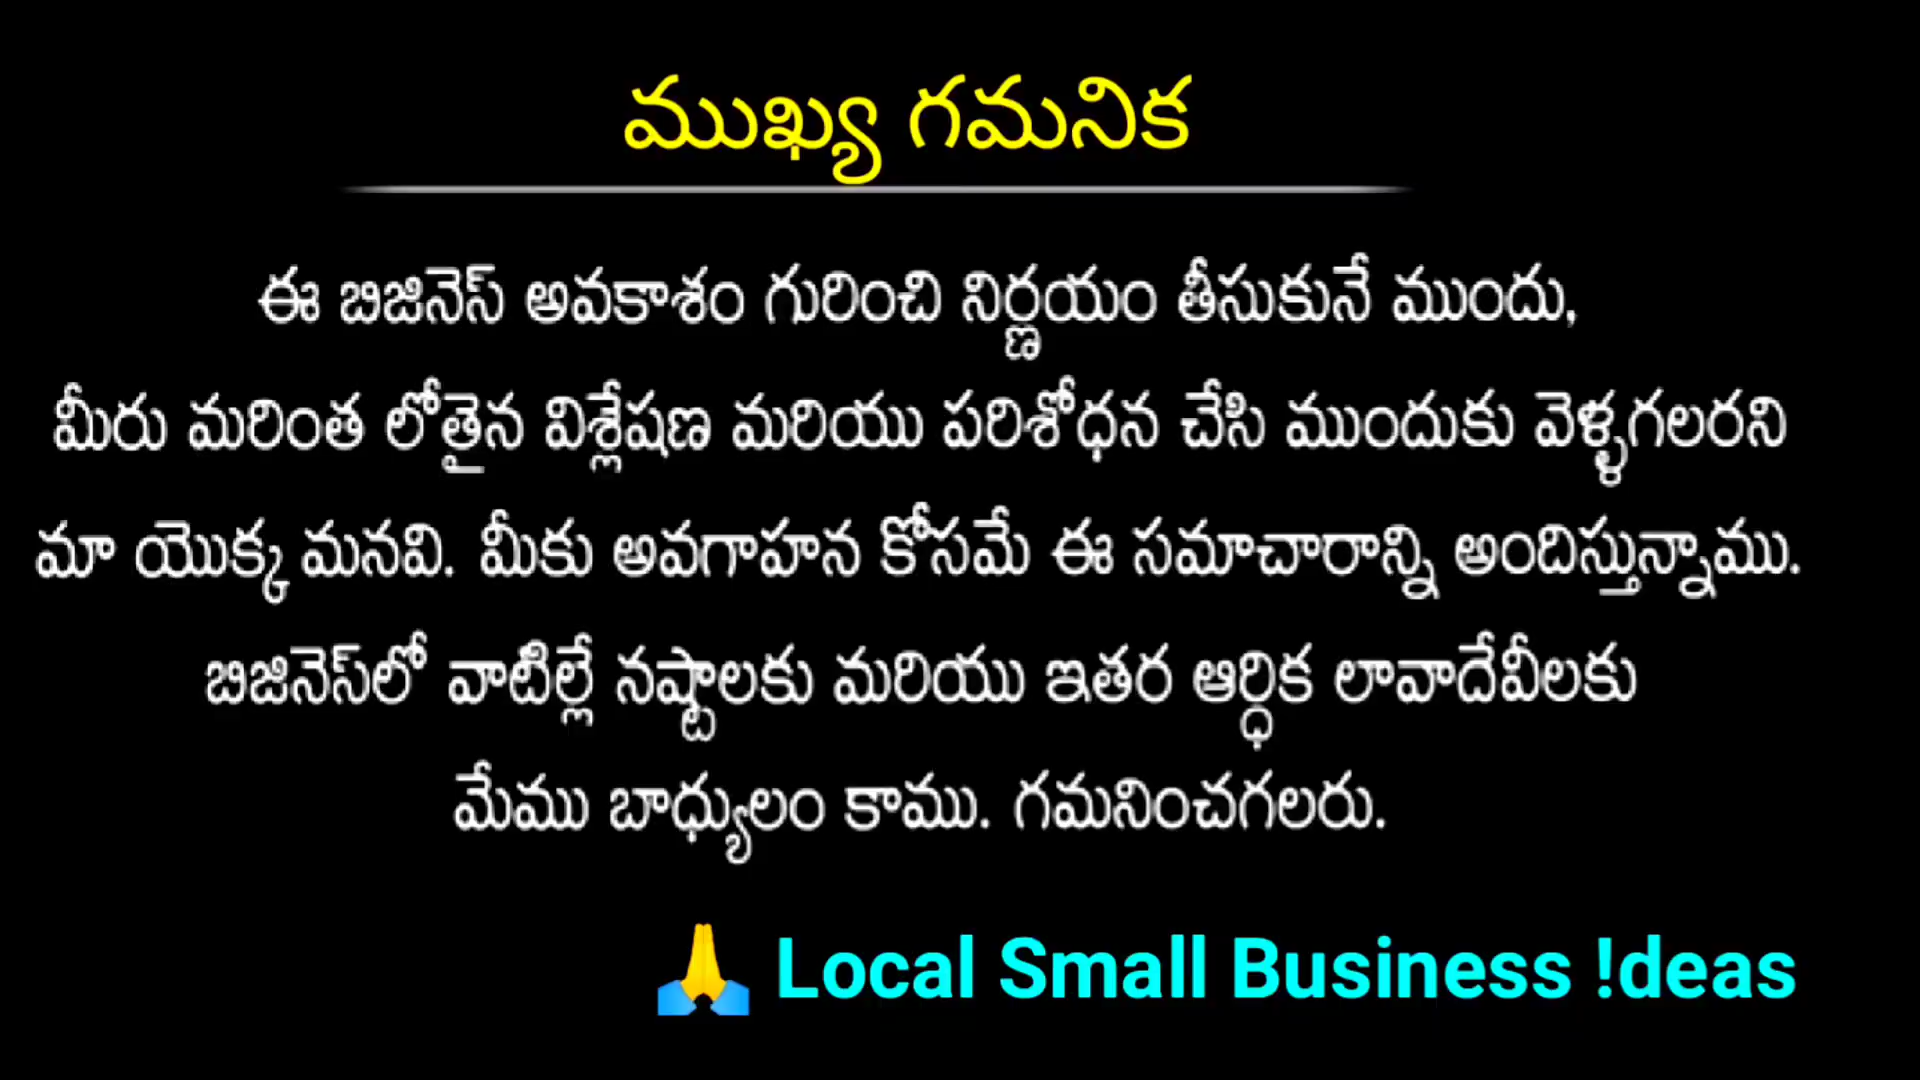 ముఖ్య గమనిక
ఈ బిజినెస్ అవకాశం గురించి నిర్ణయం తీసుకునే ముందు,
మీరు మరింత లోతైన విశ్లేషణ మరియు పరిశోధన చేసి ముందుకు వెళ్ళగలరని
మా యొక్క మనవి. మీకు అవగాహన కోసమే ఈ సమాచారాన్ని అందిస్తున్నాము.
బిజినెస్‌లో వాటిల్లే నష్టాలకు మరియు ఇతర ఆర్ధిక లావాదేవీలకు
మేము బాధ్యులం కాము. గమనించగలరు.
🙏 Local Small Business !deas